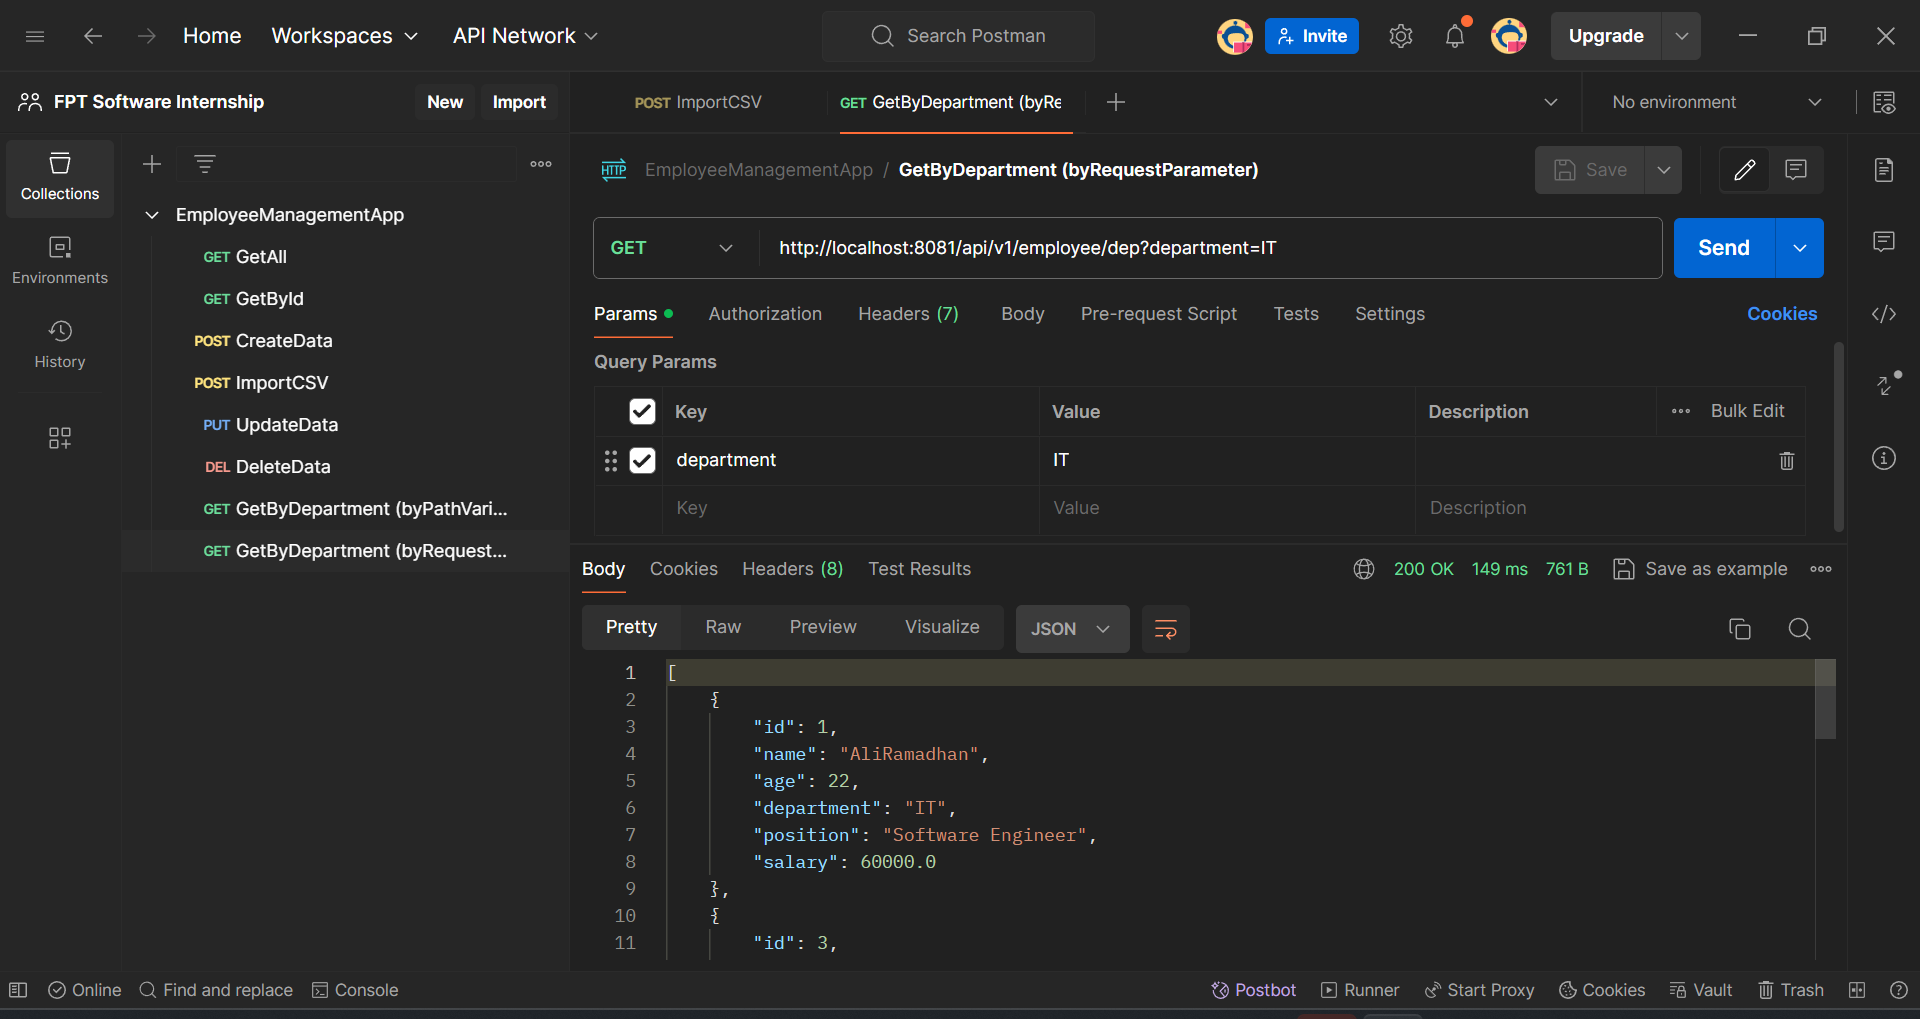 Home Workspaces API Network Search Postman Invite Upgrade
FPT Software Internship New Import POST ImportCSV GET GetByDepartment (byRe No environment
Collections
Environments
History
EmployeeManagementApp
GET GetAll
GET GetById
POST CreateData
POST ImportCSV
PUT UpdateData
DEL DeleteData
GET GetByDepartment (byPathVari...
GET GetByDepartment (byRequest...
HTTP EmployeeManagementApp / GetByDepartment (byRequestParameter) Save
GET http://localhost:8081/api/v1/employee/dep?department=IT Send
Params Authorization Headers (7) Body Pre-request Script Tests Settings Cookies
Query Params
Key Value Description Bulk Edit
department IT
Key Value Description
Body Cookies Headers (8) Test Results 200 OK 149 ms 761 B Save as example
Pretty Raw Preview Visualize JSON
1 [
2 {
3 "id": 1,
4 "name": "AliRamadhan",
5 "age": 22,
6 "department": "IT",
7 "position": "Software Engineer",
8 "salary": 60000.0
9 },
10 {
11 "id": 3,
Online Find and replace Console Postbot Runner Start Proxy Cookies Vault Trash